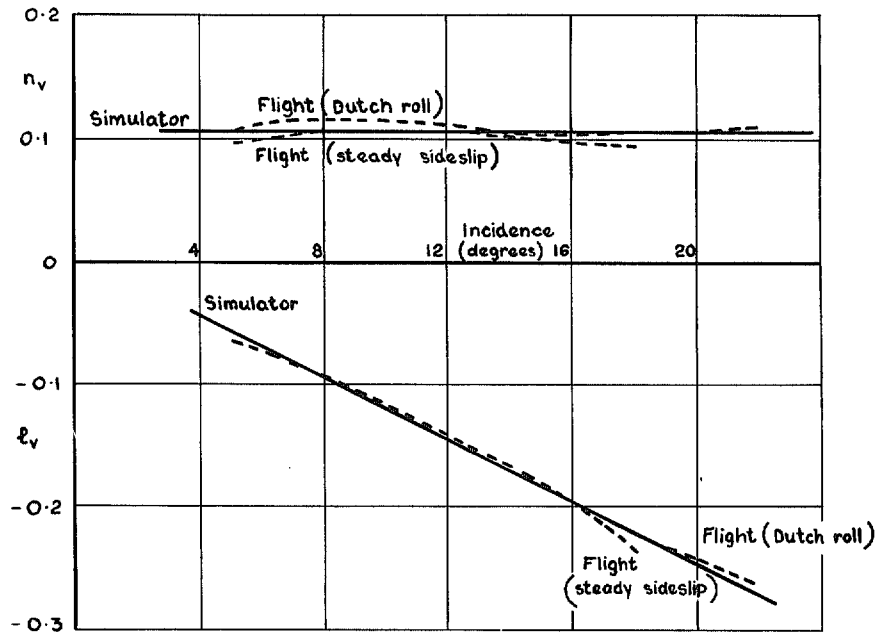 0·2
n_v
Flight (Dutch roll)
Simulator
0·1
Flight (steady sideslip)
Incidence
4 8 12 (degrees) 16 20
0
Simulator
-0·1
ℓ_v
-0·2
Flight (Dutch roll)
Flight
(steady sideslip)
-0·3